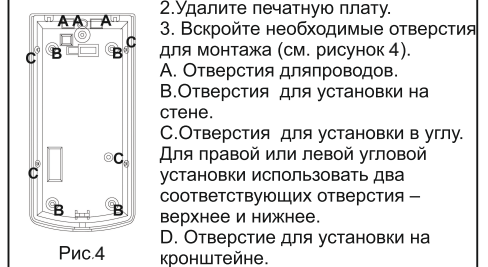 A A A
C
B B
C
C
C
B B
Рис.4
2.Удалите печатную плату.
3. Вскройте необходимые отверстия
для монтажа (см. рисунок 4).
A. Отверстия дляпроводов.
B.Отверстия для установки на
стене.
C.Отверстия для установки в углу.
Для правой или левой угловой
установки использовать два
соответствующих отверстия –
верхнее и нижнее.
D. Отверстие для установки на
кронштейне.